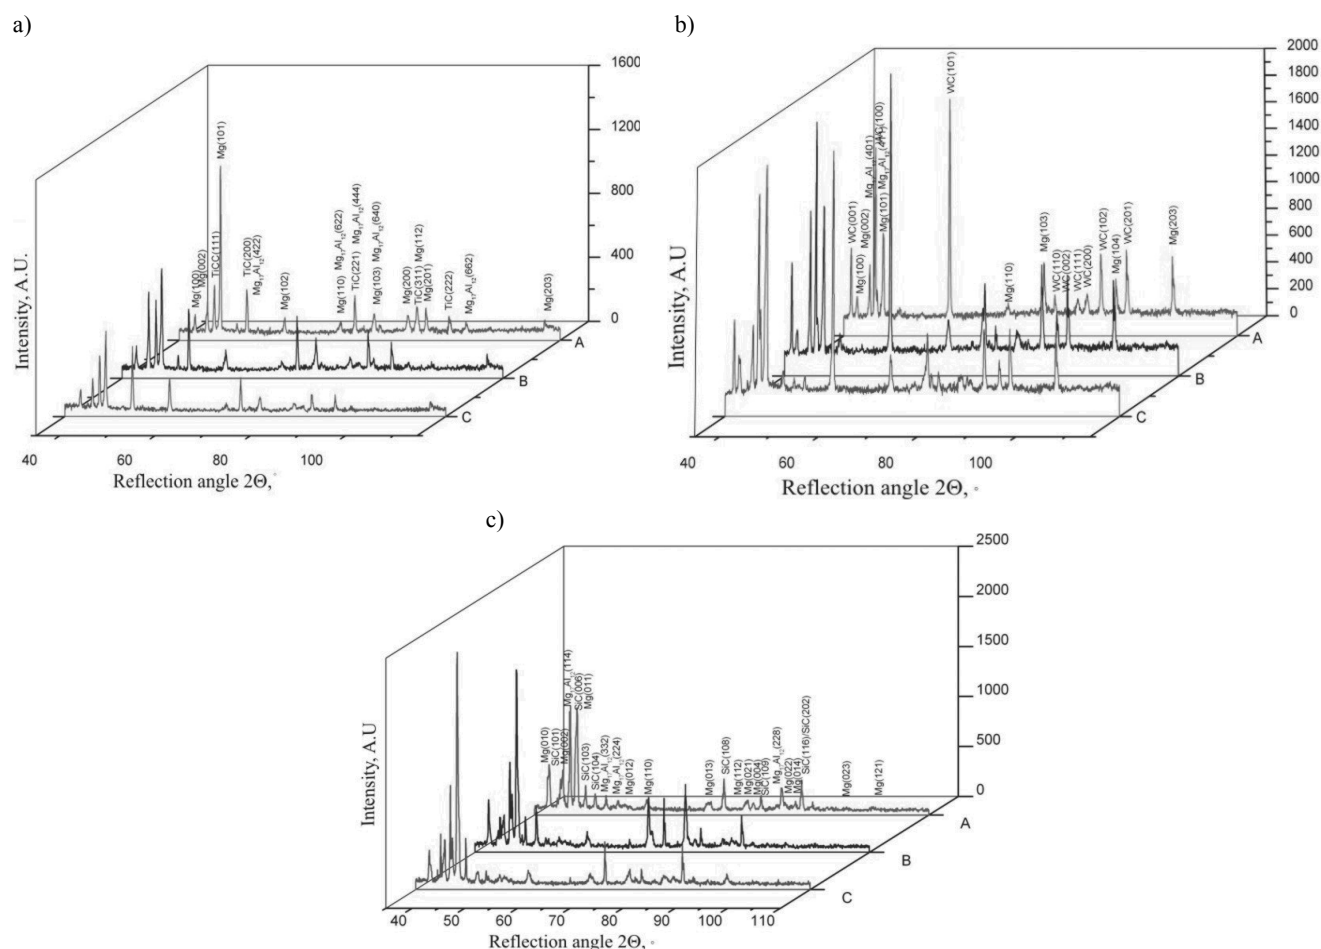 a)
1600
1200
800
400
0
Intensity, A.U.
Mg(100)
Mg(002)
TiCC(111)
Mg(101)
TiC(200)
Mg17Al12(422)
Mg(102)
Mg(110)
Mg17Al12(622)
TiC(221)
Mg17Al12(444)
Mg(103)
Mg17Al12(640)
Mg(200)
TiC(311)
Mg(112)
Mg(201)
TiC(222)
Mg17Al12(662)
Mg(203)
A
B
C
40 60 80 100
Reflection angle 2Θ, °
b)
2000
1800
1600
1400
1200
1000
800
600
400
200
0
Intensity, A.U
WC(001)
Mg(100)
Mg(002)
Mg17Al12(401)
WC(100)
Mg(101)
Mg17Al12(411)
WC(101)
Mg(110)
Mg(103)
WC(110)
WC(002)
WC(111)
WC(200)
WC(102)
Mg(104)
WC(201)
Mg(203)
A
B
C
40 60 80 100
Reflection angle 2Θ, °
c)
2500
2000
1500
1000
500
0
Intensity, A.U
Mg(010)
SiC(101)
Mg(002)
Mg17Al12(114)
SiC(006)
Mg(011)
SiC(103)
SiC(104)
Mg17Al12(332)
Mg17Al12(224)
Mg(012)
Mg(110)
Mg(013)
SiC(108)
Mg(112)
Mg(021)
Mg(004)
SiC(109)
Mg17Al12(228)
Mg(022)
Mg(014)
SiC(116)/SiC(202)
Mg(023)
Mg(121)
A
B
C
40 50 60 70 80 90 100 110
Reflection angle 2Θ, °